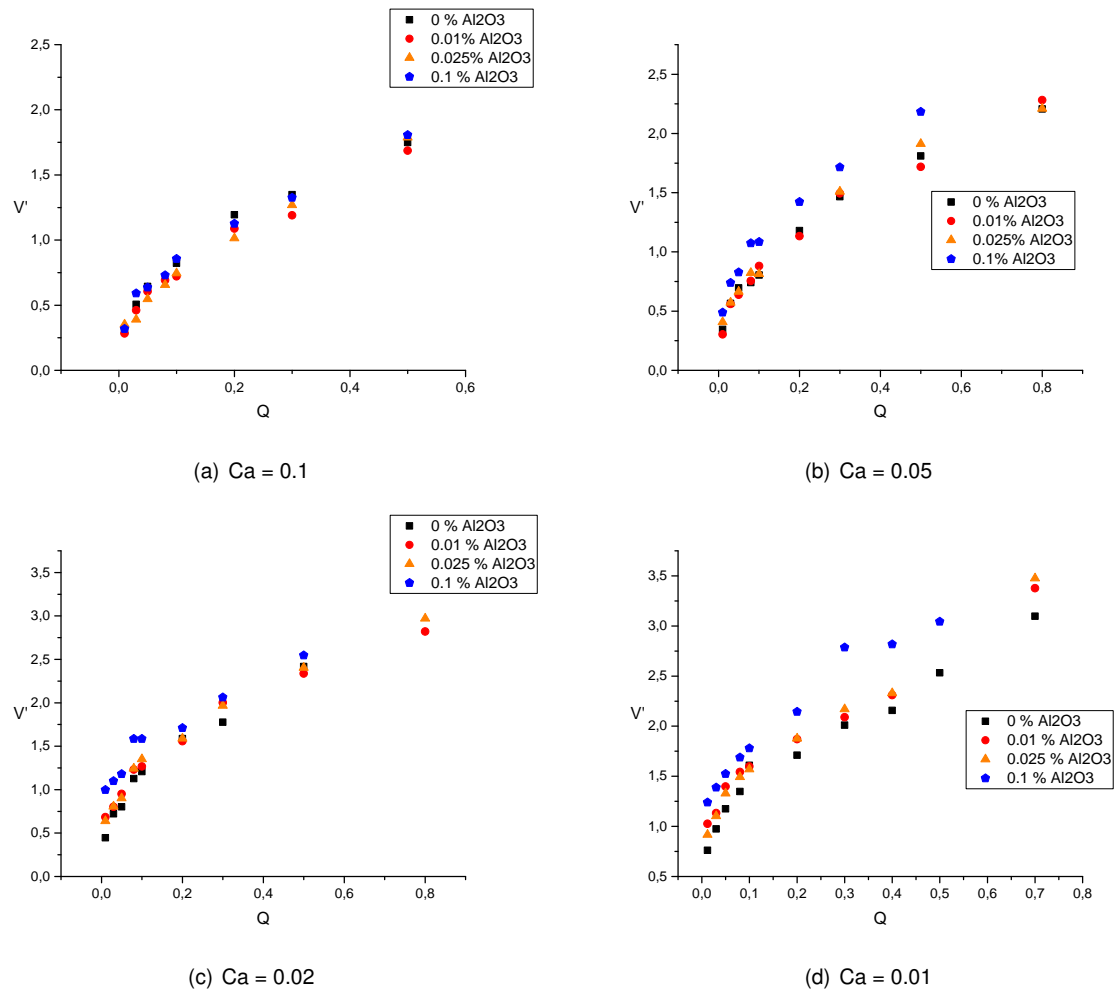 0 % Al2O3
0.01% Al2O3
0.025% Al2O3
0.1 % Al2O3
2,5
2,0
1,5
1,0
0,5
0,0
V'
0,0 0,2 0,4 0,6
Q
(a) Ca = 0.1
2,5
2,0
1,5
1,0
0,5
0,0
V'
0 % Al2O3
0.01% Al2O3
0.025% Al2O3
0.1% Al2O3
0,0 0,2 0,4 0,6 0,8
Q
(b) Ca = 0.05
0 % Al2O3
0.01 % Al2O3
0.025 % Al2O3
0.1 % Al2O3
3,5
3,0
2,5
2,0
1,5
1,0
0,5
0,0
V'
0,0 0,2 0,4 0,6 0,8
Q
(c) Ca = 0.02
3,5
3,0
2,5
2,0
1,5
1,0
0,5
V'
0 % Al2O3
0.01 % Al2O3
0.025 % Al2O3
0.1 % Al2O3
0,0 0,1 0,2 0,3 0,4 0,5 0,6 0,7 0,8
Q
(d) Ca = 0.01